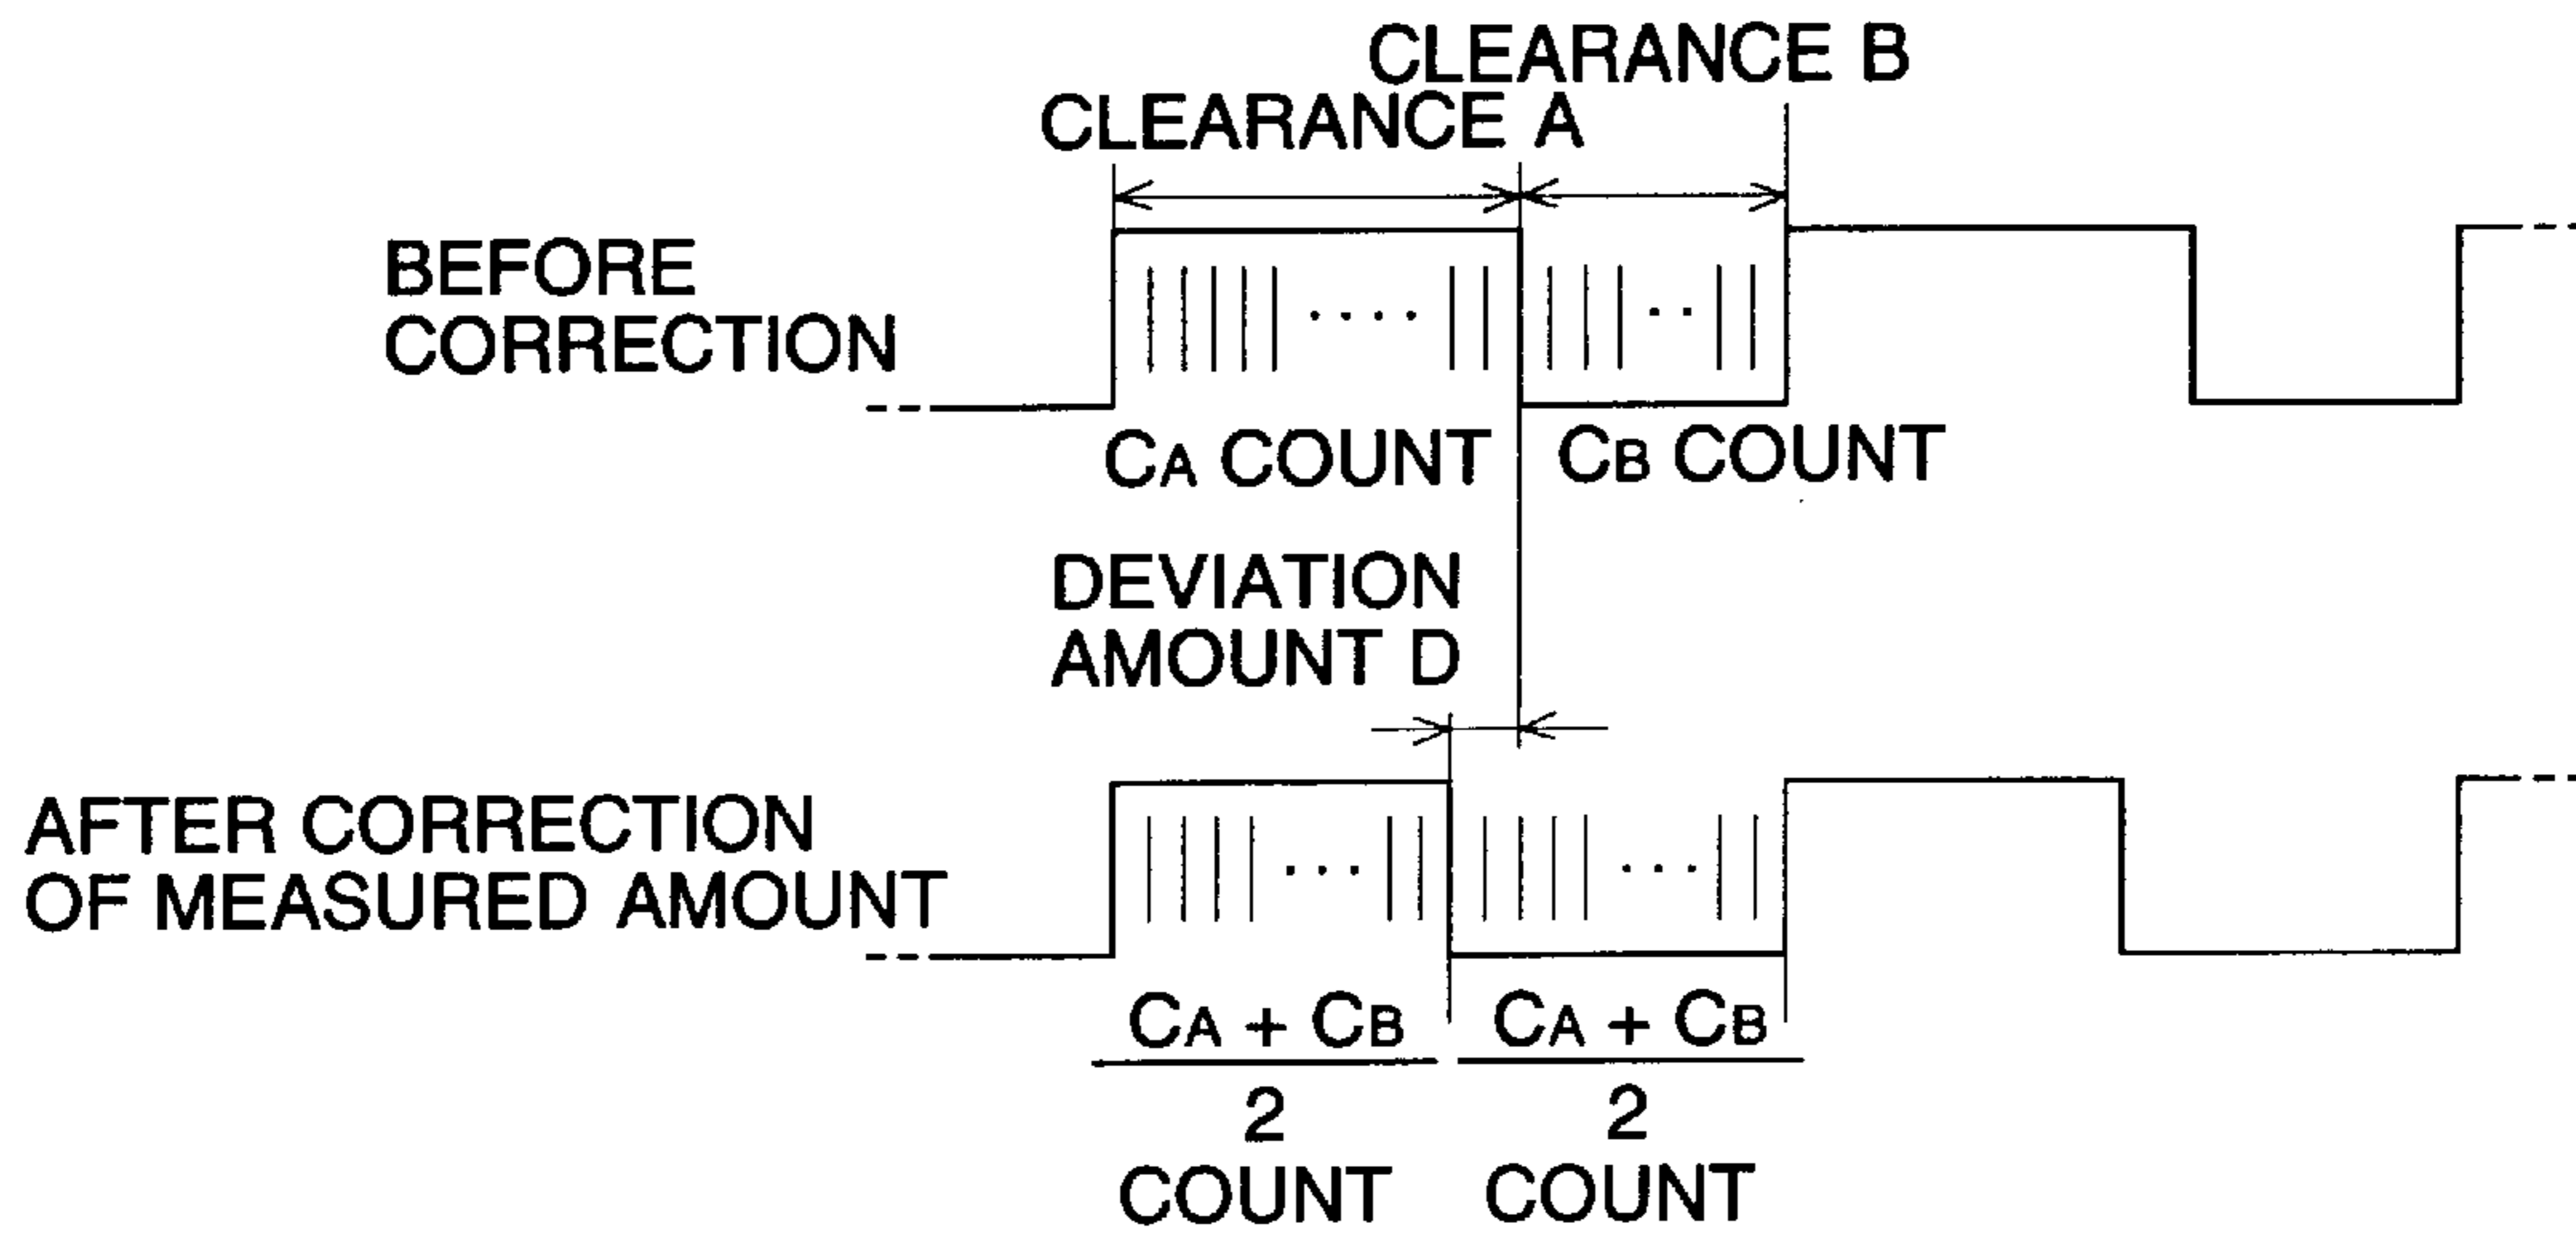 CLEARANCE B
CLEARANCE A
BEFORE
CORRECTION
CA COUNT
CB COUNT
DEVIATION
AMOUNT D
AFTER CORRECTION
OF MEASURED AMOUNT
CA + CB
2
COUNT
CA + CB
2
COUNT